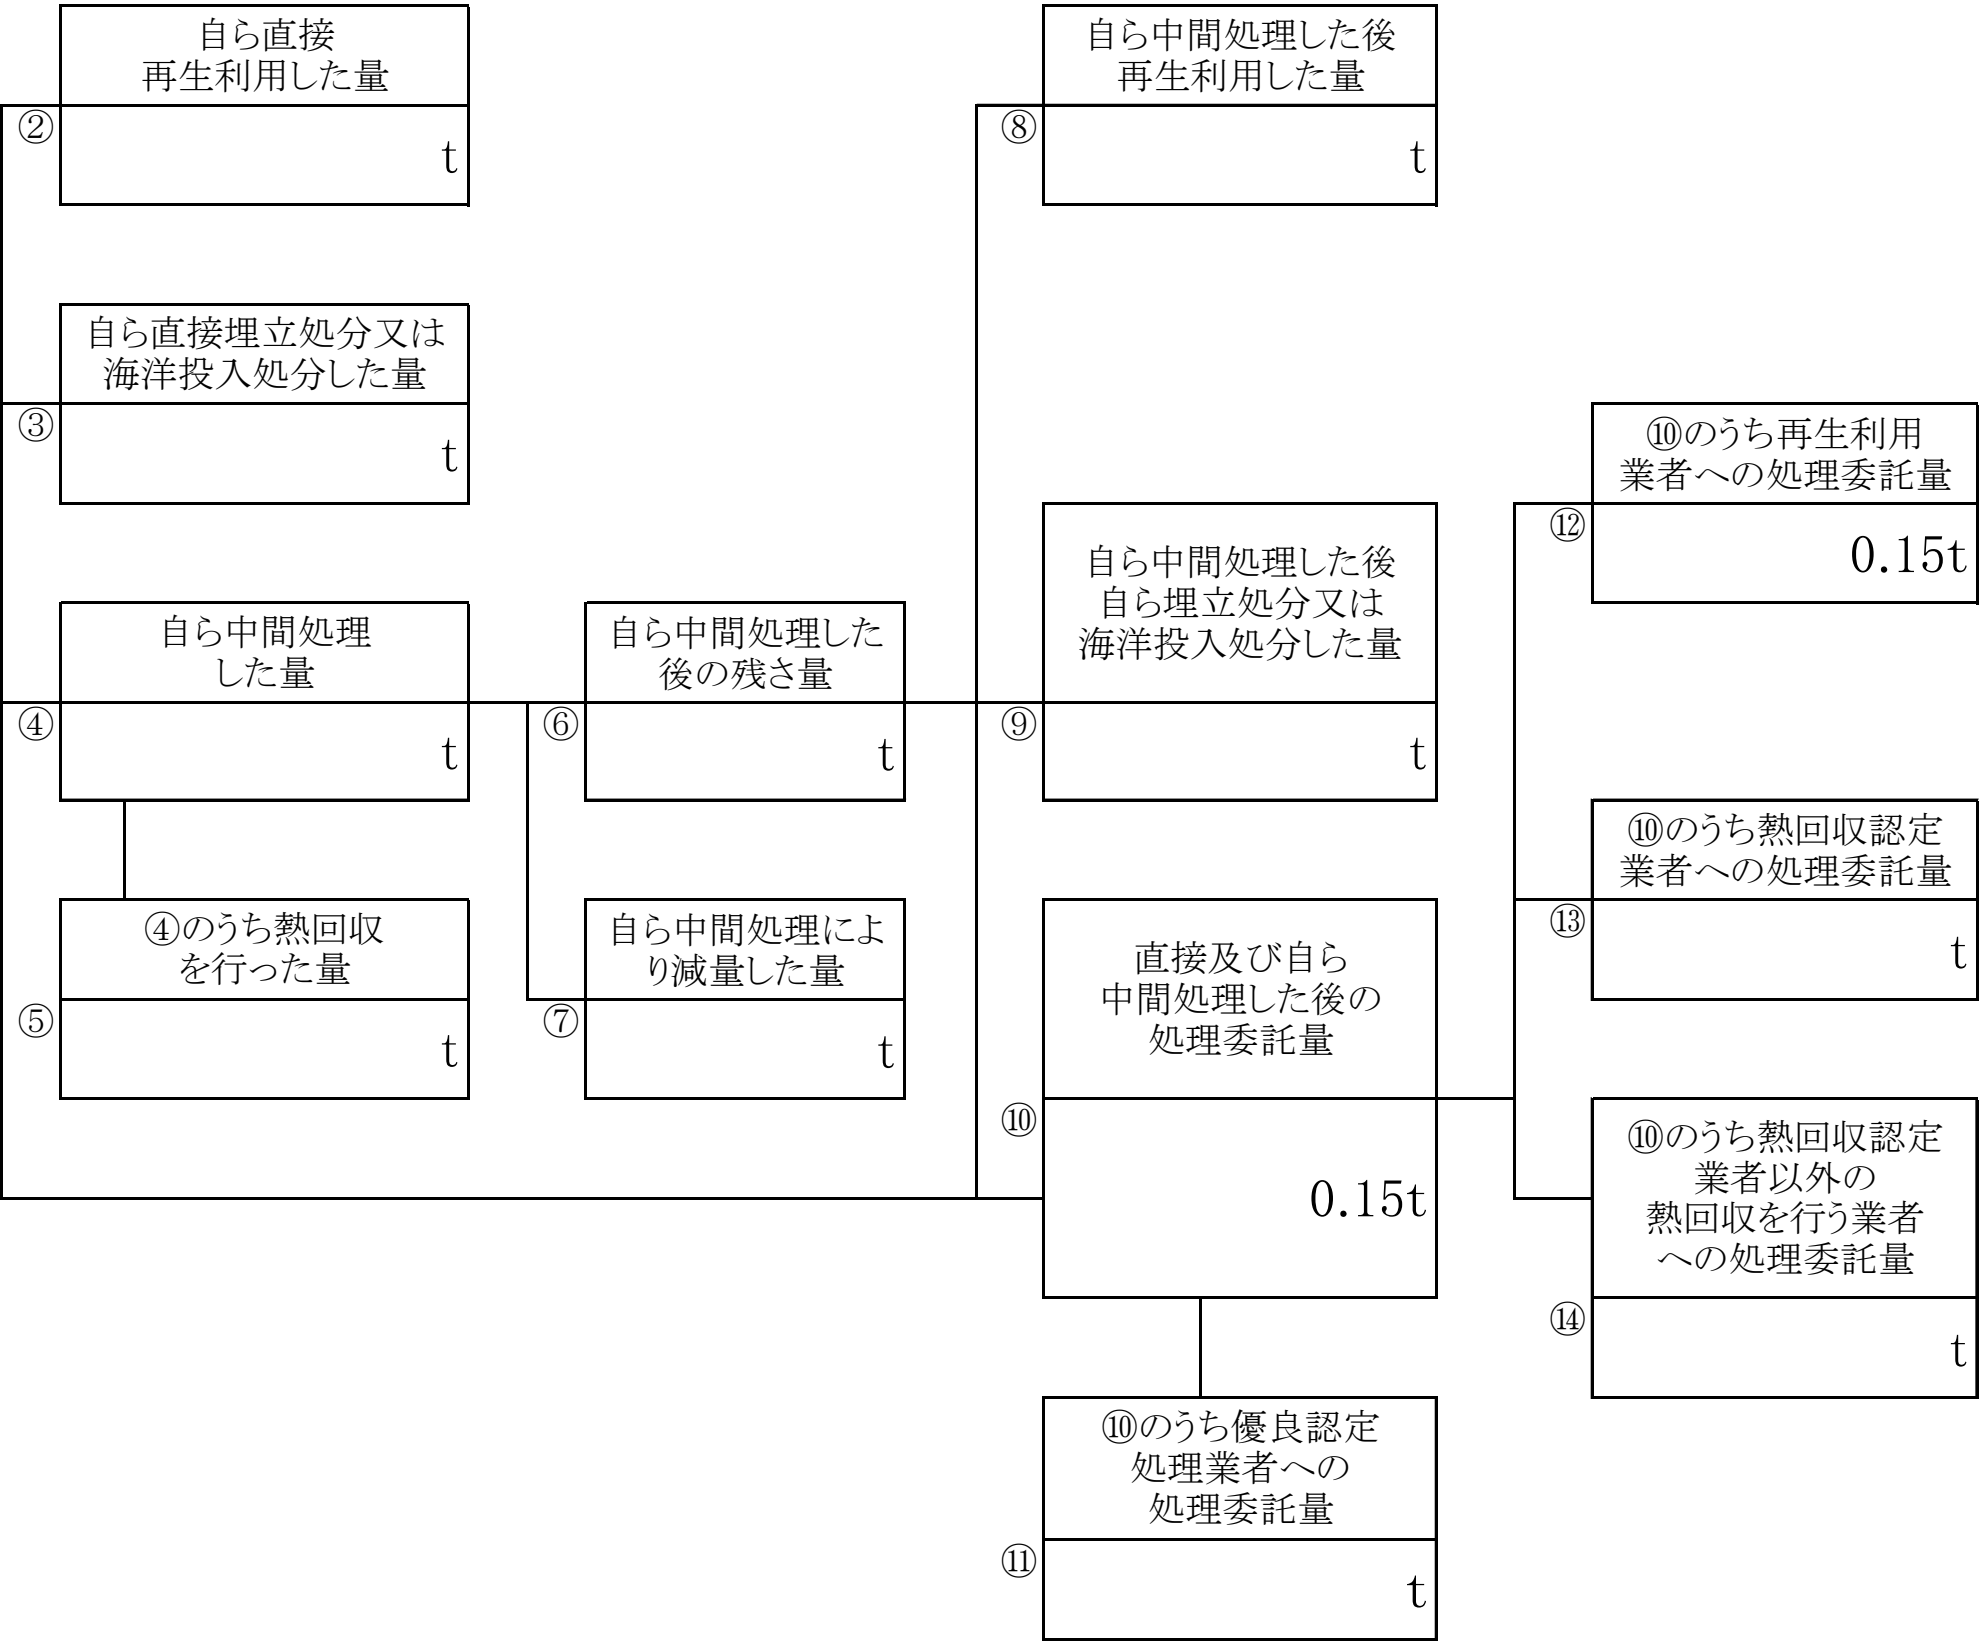 自ら直接
再生利用した量
②
t
自ら中間処理した後
再生利用した量
⑧
t
自ら直接埋立処分又は
海洋投入処分した量
③
t
⑩のうち再生利用
業者への処理委託量
⑫
0.15t
自ら中間処理
した量
④
t
自ら中間処理した
後の残さ量
⑥
t
自ら中間処理した後
自ら埋立処分又は
海洋投入処分した量
⑨
t
⑩のうち熱回収認定
業者への処理委託量
⑬
t
④のうち熱回収
を行った量
⑤
t
自ら中間処理によ
り減量した量
⑦
t
直接及び自ら
中間処理した後の
処理委託量
⑩
0.15t
⑩のうち熱回収認定
業者以外の
熱回収を行う業者
への処理委託量
⑭
t
⑩のうち優良認定
処理業者への
処理委託量
⑪
t